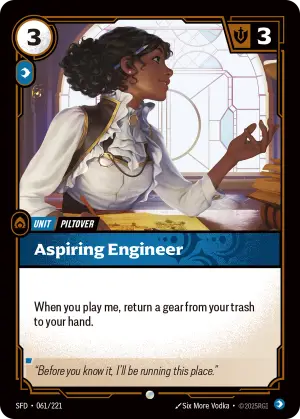 3
3
UNIT PILTOVER
Aspiring Engineer
When you play me, return a gear from your trash
to your hand.
"Before you know it, I'll be running this place."
SFD • 061/221
Six More Vodka • ©2025RGI